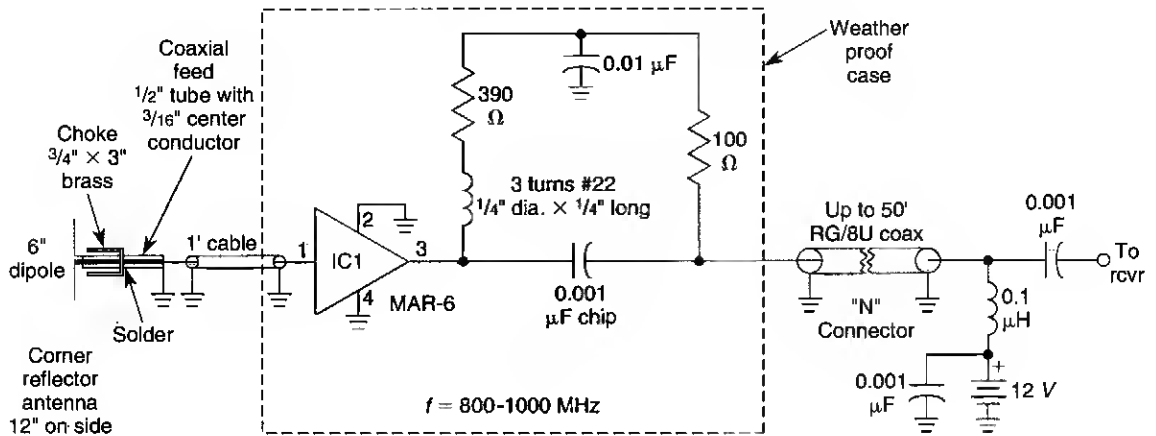 Coaxial
feed
1/2" tube with
3/16" center
conductor
Choke
3/4" × 3"
brass
6"
dipole
Solder
Corner
reflector
antenna
12" on side
1' cable
1
IC1
2
3
4
MAR-6
390
Ω
0.01 μF
100
Ω
3 turns #22
1/4" dia. × 1/4" long
0.001
μF chip
f = 800-1000 MHz
Weather
proof
case
Up to 50'
RG/8U coax
"N"
Connector
0.001
μF
To
rcvr
0.1
μH
0.001
μF
+
12 V